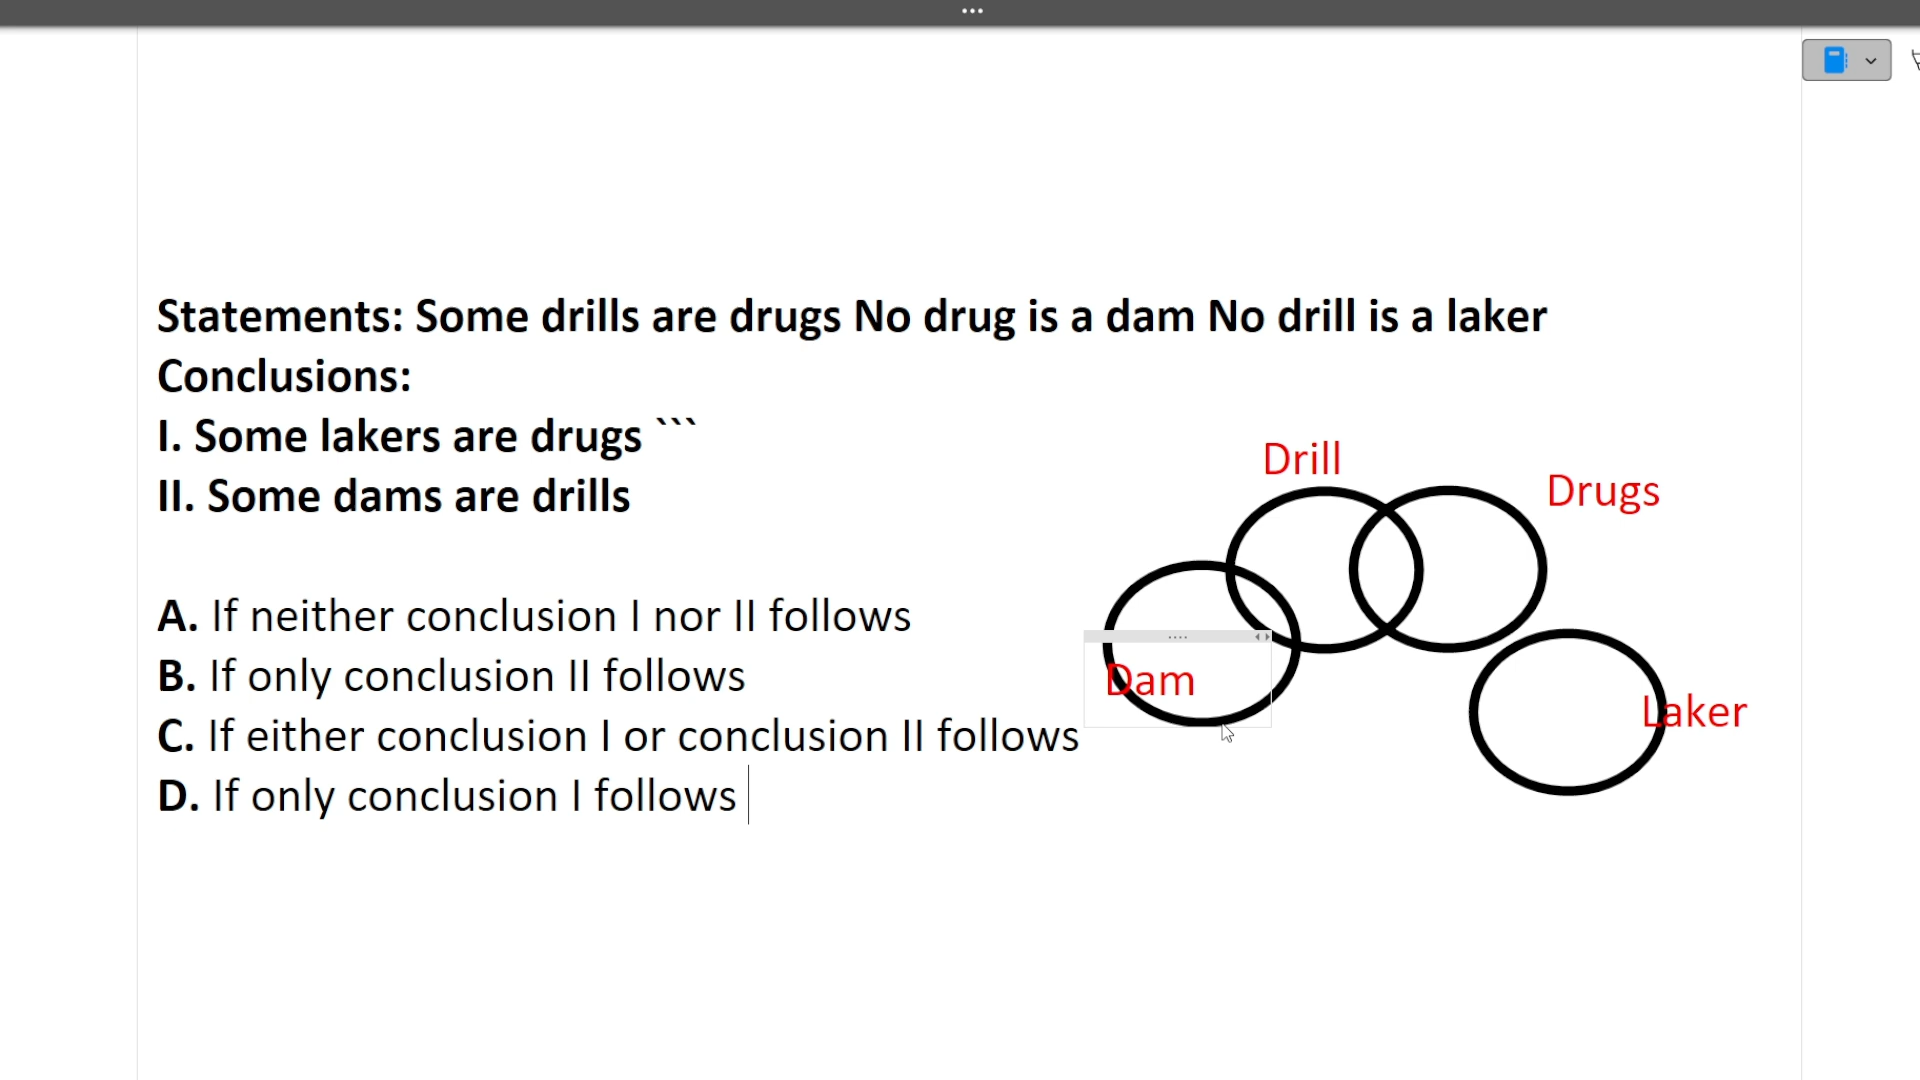 Statements: Some drills are drugs No drug is a dam No drill is a laker
Conclusions:
I. Some lakers are drugs ```
II. Some dams are drills
A. If neither conclusion I nor II follows
B. If only conclusion II follows
C. If either conclusion I or conclusion II follows
D. If only conclusion I follows
Drill
Drugs
Dam
Laker